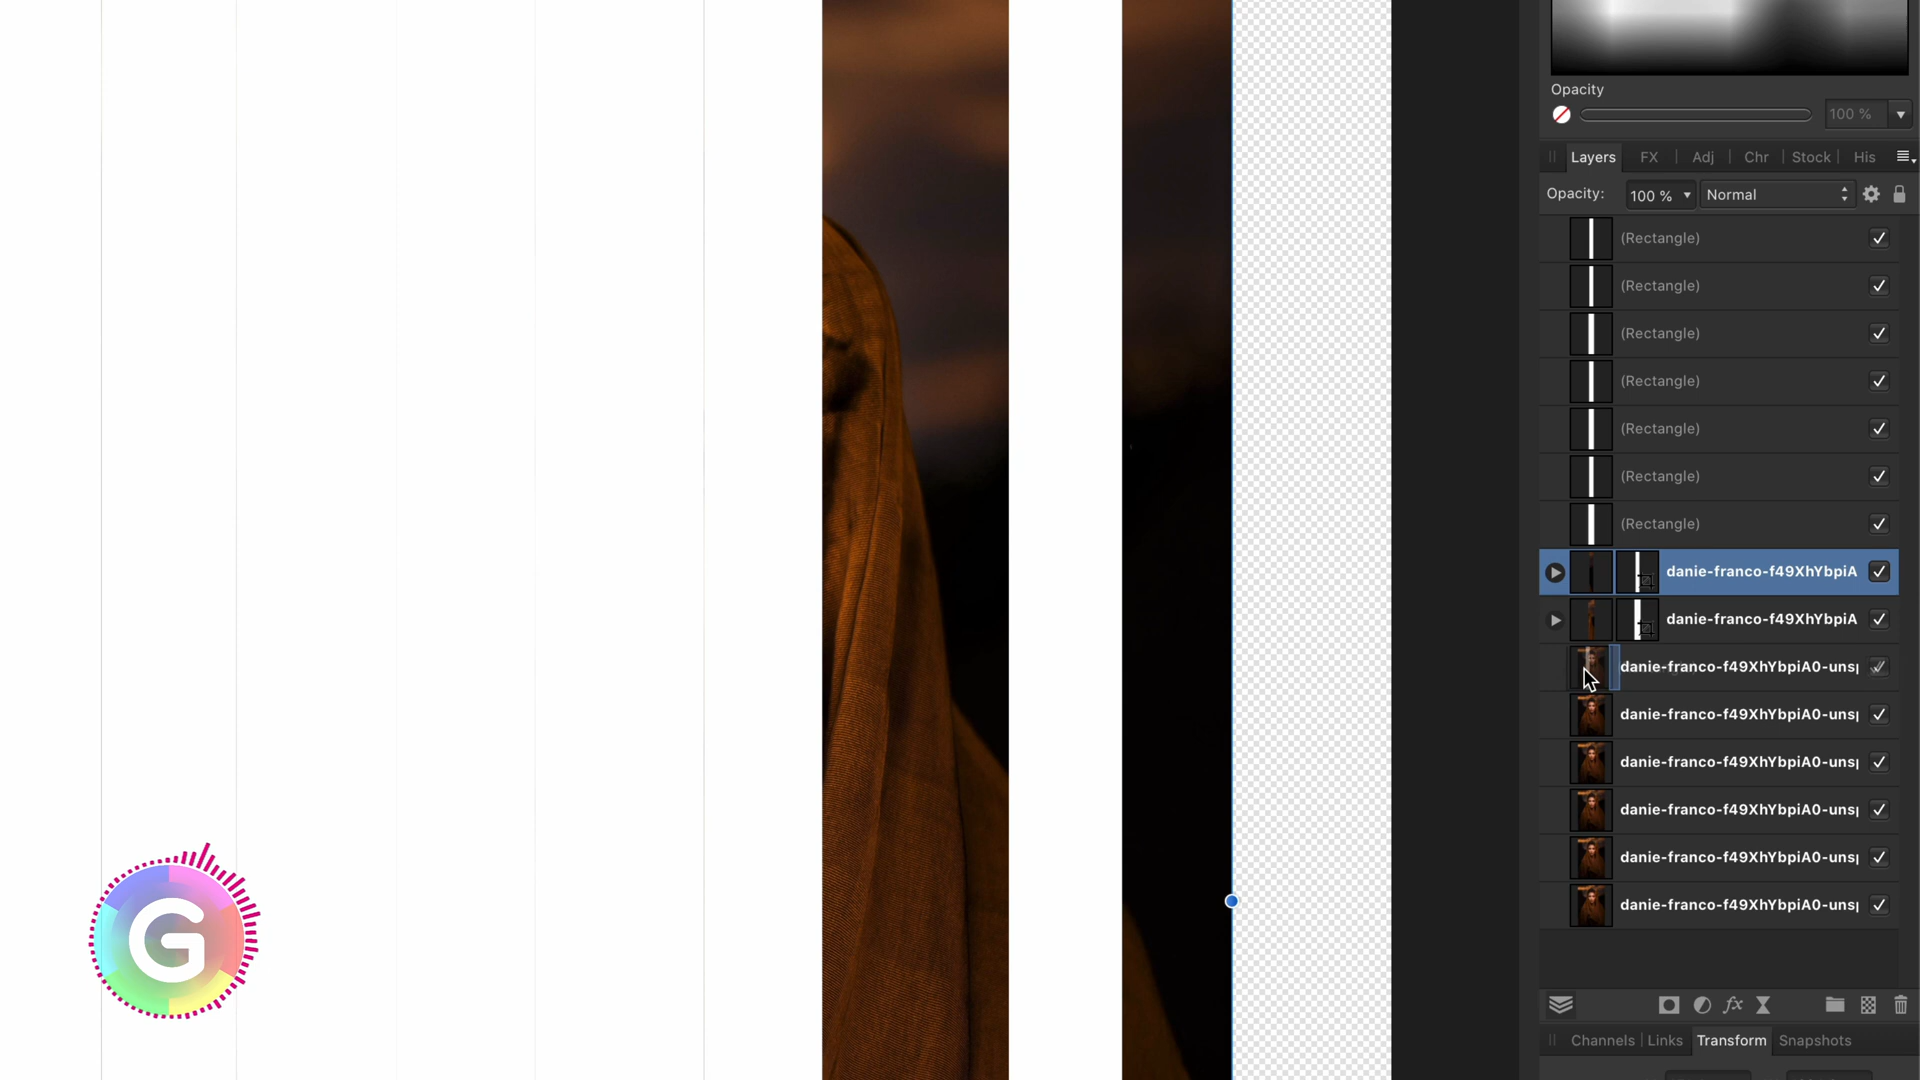 Opacity
100 %
Layers
FX
Adj
Chr
Stock
His
Opacity:
100 %
Normal
(Rectangle)
(Rectangle)
(Rectangle)
(Rectangle)
(Rectangle)
(Rectangle)
(Rectangle)
danie-franco-f49XhYbpiA
danie-franco-f49XhYbpiA
danie-franco-f49XhYbpiA0-uns
danie-franco-f49XhYbpiA0-uns
danie-franco-f49XhYbpiA0-uns
danie-franco-f49XhYbpiA0-uns
danie-franco-f49XhYbpiA0-uns
danie-franco-f49XhYbpiA0-uns
fx
Channels
Links
Transform
Snapshots
G